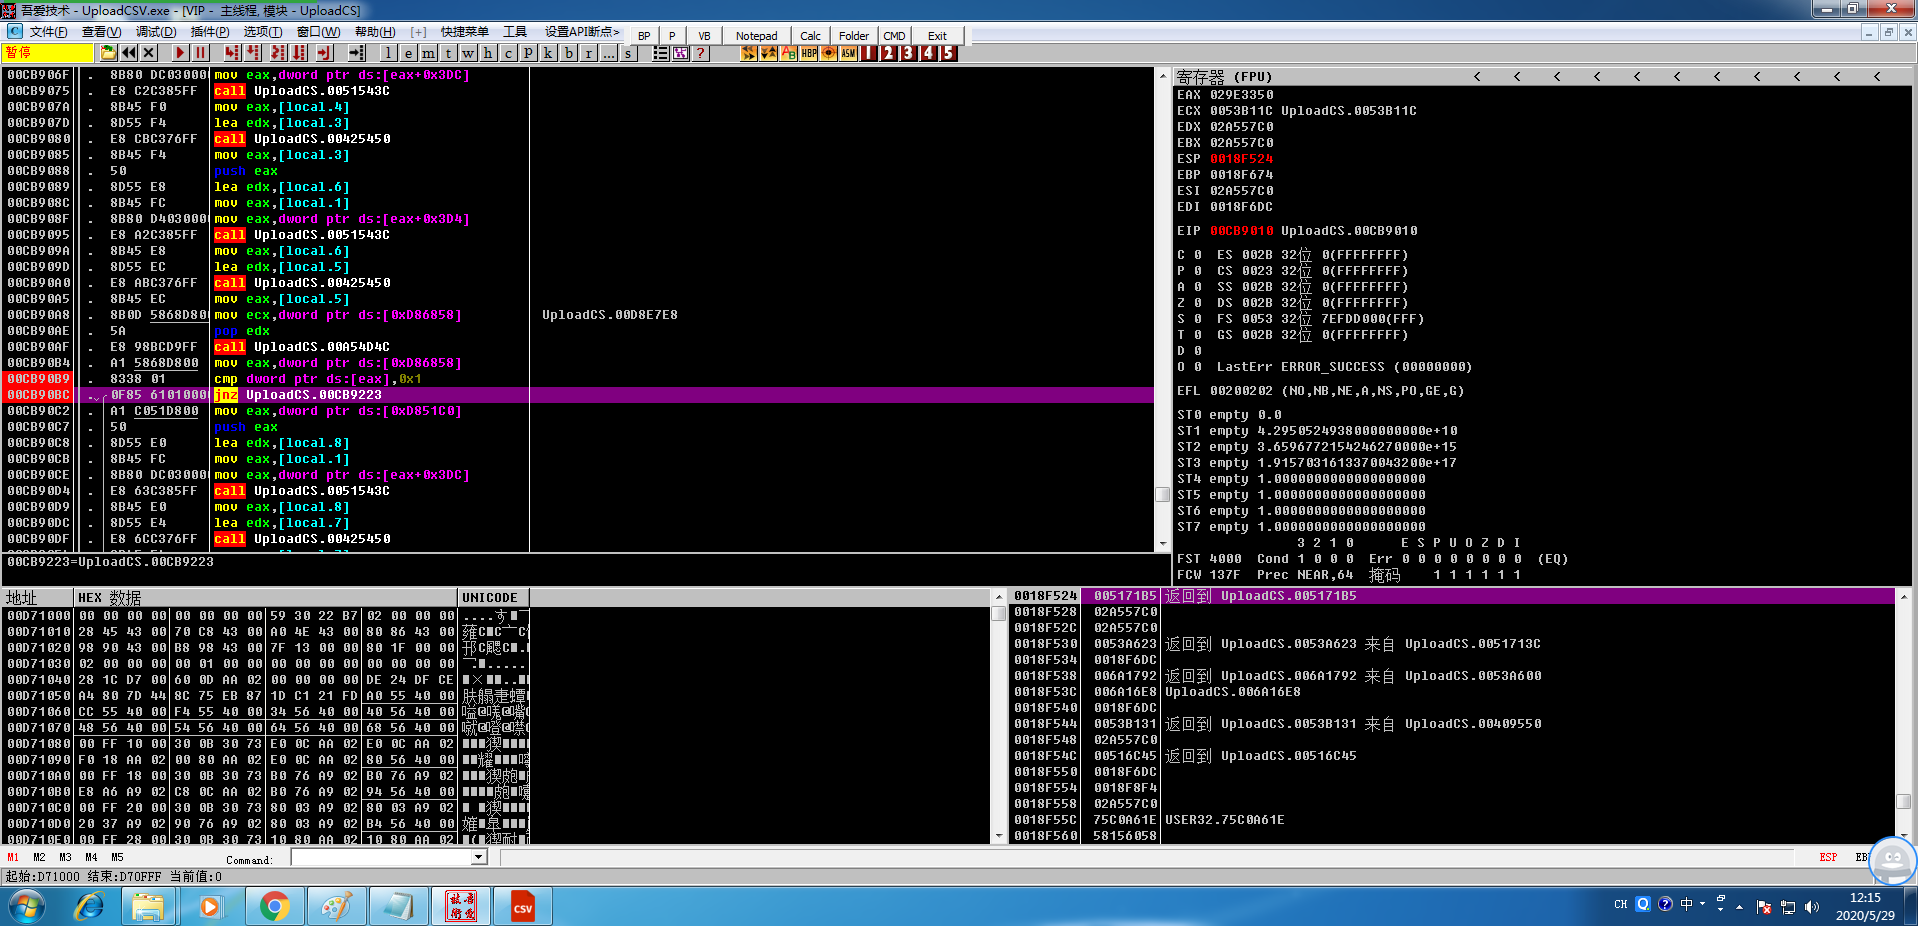 吾爱技术 - UploadCSV.exe - [VIP - 主线程, 模块 - UploadCS]
文件(F) 查看(V) 调试(D) 插件(P) 选项(T) 窗口(W) 帮助(H) [+] 快捷菜单 工具 设置API断点> BP P VB Notepad Calc Folder CMD Exit
暂停 l e m t w h c p k b r ... s ? HBP ASM 1 2 3 4 5
00CB906F . 8B80 DC03000 mov eax,dword ptr ds:[eax+0x3DC]
00CB9075 . E8 C2C385FF call UploadCS.0051543C
00CB907A . 8B45 F0 mov eax,[local.4]
00CB907D . 8D55 F4 lea edx,[local.3]
00CB9080 . E8 CBC376FF call UploadCS.00425450
00CB9085 . 8B45 F4 mov eax,[local.3]
00CB9088 . 50 push eax
00CB9089 . 8D55 E8 lea edx,[local.6]
00CB908C . 8B45 FC mov eax,[local.1]
00CB908F . 8B80 D403000 mov eax,dword ptr ds:[eax+0x3D4]
00CB9095 . E8 A2C385FF call UploadCS.0051543C
00CB909A . 8B45 E8 mov eax,[local.6]
00CB909D . 8D55 EC lea edx,[local.5]
00CB90A0 . E8 ABC376FF call UploadCS.00425450
00CB90A5 . 8B45 EC mov eax,[local.5]
00CB90A8 . 8B0D 5868D800 mov ecx,dword ptr ds:[0xD86858] UploadCS.00D8E7E8
00CB90AE . 5A pop edx
00CB90AF . E8 98BCD9FF call UploadCS.00A54D4C
00CB90B4 . A1 5868D800 mov eax,dword ptr ds:[0xD86858]
00CB90B9 . 8338 01 cmp dword ptr ds:[eax],0x1
00CB90BC . 0F85 6101000 jnz UploadCS.00CB9223
00CB90C2 . A1 C051D800 mov eax,dword ptr ds:[0xD851C0]
00CB90C7 . 50 push eax
00CB90C8 . 8D55 E0 lea edx,[local.8]
00CB90CB . 8B45 FC mov eax,[local.1]
00CB90CE . 8B80 DC03000 mov eax,dword ptr ds:[eax+0x3DC]
00CB90D4 . E8 63C385FF call UploadCS.0051543C
00CB90D9 . 8B45 E0 mov eax,[local.8]
00CB90DC . 8D55 E4 lea edx,[local.7]
00CB90DF . E8 6CC376FF call UploadCS.00425450
00CB9223=UploadCS.00CB9223
寄存器 (FPU) < < < < < < < < < < <
EAX 029E3350
ECX 0053B11C UploadCS.0053B11C
EDX 02A557C0
EBX 02A557C0
ESP 0018F524
EBP 0018F674
ESI 02A557C0
EDI 0018F6DC
EIP 00CB9010 UploadCS.00CB9010
C 0 ES 002B 32位 0(FFFFFFFF)
P 0 CS 0023 32位 0(FFFFFFFF)
A 0 SS 002B 32位 0(FFFFFFFF)
Z 0 DS 002B 32位 0(FFFFFFFF)
S 0 FS 0053 32位 7EFDD000(FFF)
T 0 GS 002B 32位 0(FFFFFFFF)
D 0
O 0 LastErr ERROR_SUCCESS (00000000)
EFL 00200202 (NO,NB,NE,A,NS,PO,GE,G)
ST0 empty 0.0
ST1 empty 4.2950524938000000000e+10
ST2 empty 3.6596772154246270000e+15
ST3 empty 1.9157031613370043200e+17
ST4 empty 1.0000000000000000000
ST5 empty 1.0000000000000000000
ST6 empty 1.0000000000000000000
ST7 empty 1.0000000000000000000
3 2 1 0 E S P U O Z D I
FST 4000 Cond 1 0 0 0 Err 0 0 0 0 0 0 0 0 (EQ)
FCW 137F Prec NEAR,64 掩码 1 1 1 1 1 1
地址 HEX 数据 UNICODE
00D71000 00 00 00 00 00 00 00 00 59 30 22 B7 02 00 00 00
00D71010 28 45 43 00 70 C8 43 00 A0 4E 43 00 80 86 43 00
00D71020 98 90 43 00 B8 98 43 00 7F 13 00 00 80 1F 00 00
00D71030 02 00 00 00 00 01 00 00 00 00 00 00 00 00 00 00
00D71040 28 1C D7 00 60 0D AA 02 00 00 00 00 DE 24 DF CE
00D71050 A4 80 7D 44 8C 75 EB 87 1D C1 21 FD A0 55 40 00
00D71060 CC 55 40 00 F4 55 40 00 34 56 40 00 40 56 40 00
00D71070 48 56 40 00 54 56 40 00 64 56 40 00 68 56 40 00
00D71080 00 FF 10 00 30 0B 30 73 E0 0C AA 02 E0 0C AA 02
00D71090 F0 18 AA 02 00 80 AA 02 E0 0C AA 02 80 56 40 00
00D710A0 00 FF 18 00 30 0B 30 73 B0 76 A9 02 B0 76 A9 02
00D710B0 E8 A6 A9 02 C8 0C AA 02 B0 76 A9 02 94 56 40 00
00D710C0 00 FF 20 00 30 0B 30 73 80 03 A9 02 80 03 A9 02
00D710D0 20 37 A9 02 90 76 A9 02 80 03 A9 02 B4 56 40 00
00D710E0 00 FF 28 00 30 0B 30 73 10 80 AA 02 10 80 AA 02
0018F524 005171B5 返回到 UploadCS.005171B5
0018F528 02A557C0
0018F52C 02A557C0
0018F530 0053A623 返回到 UploadCS.0053A623 来自 UploadCS.0051713C
0018F534 0018F6DC
0018F538 006A1792 返回到 UploadCS.006A1792 来自 UploadCS.0053A600
0018F53C 006A16E8 UploadCS.006A16E8
0018F540 0018F6DC
0018F544 0053B131 返回到 UploadCS.0053B131 来自 UploadCS.00409550
0018F548 02A557C0
0018F54C 00516C45 返回到 UploadCS.00516C45
0018F550 0018F6DC
0018F554 0018F8F4
0018F558 02A557C0
0018F55C 75C0A61E USER32.75C0A61E
0018F560 58156058
M1 M2 M3 M4 M5 Command: ESP
起始:D71000 结束:D70FFF 当前值:0
CSV CH 中 12:15
2020/5/29